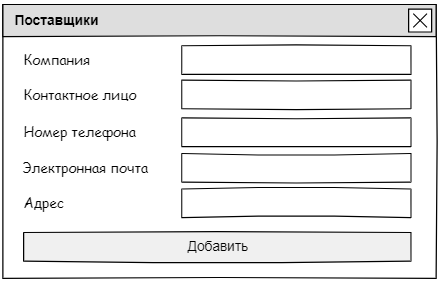 Поставщики
Компания
Контактное лицо
Номер телефона
Электронная почта
Адрес
Добавить